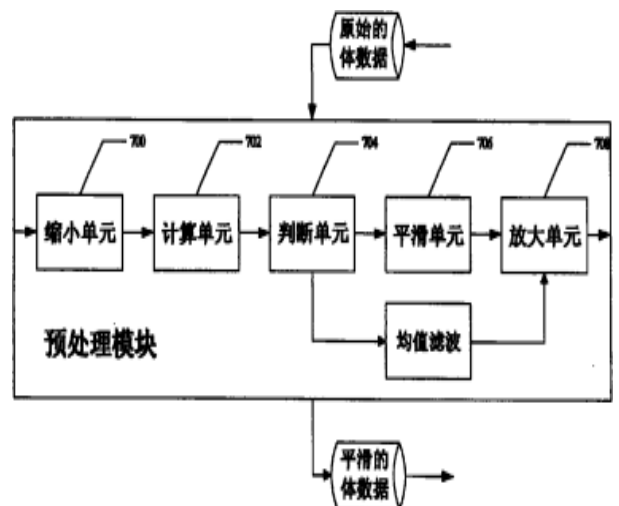 原始的
体数据
700
702
704
706
708
缩小单元
计算单元
判断单元
平滑单元
放大单元
预处理模块
均值滤波
平滑的
体数据